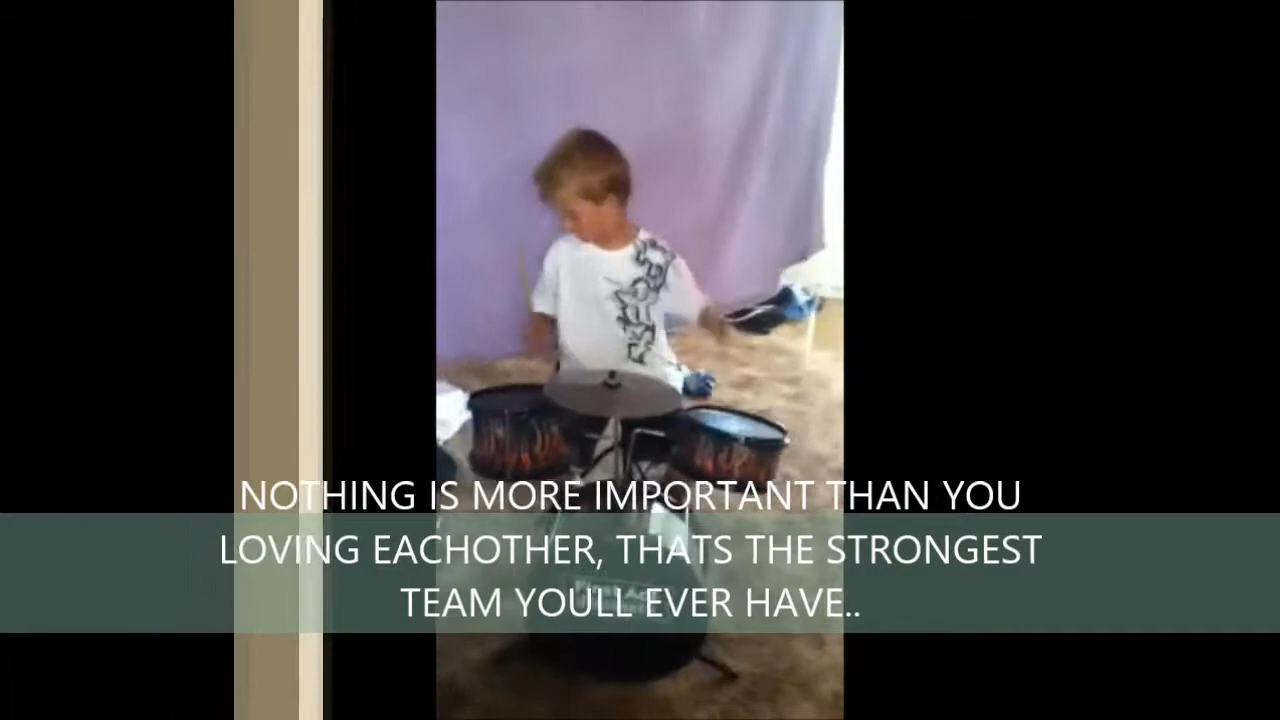 NOTHING IS MORE IMPORTANT THAN YOU
LOVING EACHOTHER, THATS THE STRONGEST
TEAM YOULL EVER HAVE..